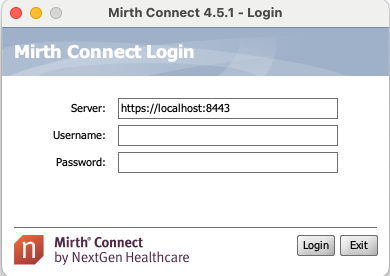 Mirth Connect 4.5.1 - Login
Mirth Connect Login
Server: https://localhost:8443
Username:
Password:
n Mirth® Connect
by NextGen Healthcare
Login Exit